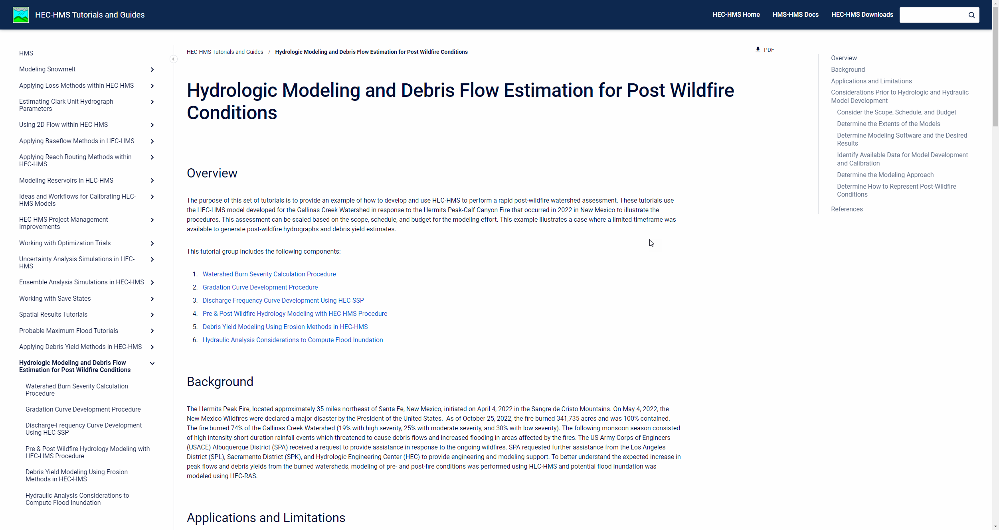 HEC-HMS Tutorials and Guides
HEC-HMS Home
HMS-HMS Docs
HEC-HMS Downloads
HMS
Modeling Snowmelt
Applying Loss Methods within HEC-HMS
Estimating Clark Unit Hydrograph
Parameters
Using 2D Flow within HEC-HMS
Applying Baseflow Methods in HEC-HMS
Applying Reach Routing Methods within
HEC-HMS
Modeling Reservoirs in HEC-HMS
Ideas and Workflows for Calibrating HEC-
HMS Models
HEC-HMS Project Management
Improvements
Working with Optimization Trials
Uncertainty Analysis Simulations in HEC-
HMS
Ensemble Analysis Simulations in HEC-HMS
Working with Save States
Spatial Results Tutorials
Probable Maximum Flood Tutorials
Applying Debris Yield Methods in HEC-HMS
Hydrologic Modeling and Debris Flow
Estimation for Post Wildfire Conditions
Watershed Burn Severity Calculation
Procedure
Gradation Curve Development Procedure
Discharge-Frequency Curve Development
Using HEC-SSP
Pre & Post Wildfire Hydrology Modeling with
HEC-HMS Procedure
Debris Yield Modeling Using Erosion
Methods in HEC-HMS
Hydraulic Analysis Considerations to
Compute Flood Inundation
HEC-HMS Tutorials and Guides / Hydrologic Modeling and Debris Flow Estimation for Post Wildfire Conditions
PDF
Hydrologic Modeling and Debris Flow Estimation for Post Wildfire
Conditions
Overview
The purpose of this set of tutorials is to provide an example of how to develop and use HEC-HMS to perform a rapid post-wildfire watershed assessment. These tutorials use
the HEC-HMS model developed for the Gallinas Creek Watershed in response to the Hermits Peak-Calf Canyon Fire that occurred in 2022 in New Mexico to illustrate the
procedures. This assessment can be scaled based on the scope, schedule, and budget for the modeling effort. This example illustrates a case where a limited timeframe was
available to generate post-wildfire hydrographs and debris yield estimates.
This tutorial group includes the following components:
1. Watershed Burn Severity Calculation Procedure
2. Gradation Curve Development Procedure
3. Discharge-Frequency Curve Development Using HEC-SSP
4. Pre & Post Wildfire Hydrology Modeling with HEC-HMS Procedure
5. Debris Yield Modeling Using Erosion Methods in HEC-HMS
6. Hydraulic Analysis Considerations to Compute Flood Inundation
Background
The Hermits Peak Fire, located approximately 35 miles northeast of Santa Fe, New Mexico, initiated on April 4, 2022 in the Sangre de Cristo Mountains. On May 4, 2022, the
New Mexico Wildfires were declared a major disaster by the President of the United States. As of October 25, 2022, the fire burned 341,735 acres and was 100% contained.
The fire burned 74% of the Gallinas Creek Watershed (19% with high severity, 25% with moderate severity, and 30% with low severity). The following monsoon season consisted
of high intensity-short duration rainfall events which threatened to cause debris flows and increased flooding in areas affected by the fires. The US Army Corps of Engineers
(USACE) Albuquerque District (SPA) received a request to provide assistance in response to the ongoing wildfires. SPA requested further assistance from the Los Angeles
District (SPL), Sacramento District (SPK), and Hydrologic Engineering Center (HEC) to provide engineering and modeling support. To better understand the expected increase in
peak flows and debris yields from the burned watersheds, modeling of pre- and post-fire conditions was performed using HEC-HMS and potential flood inundation was
modeled using HEC-RAS.
Applications and Limitations
Overview
Background
Applications and Limitations
Considerations Prior to Hydrologic and Hydraulic
Model Development
Consider the Scope, Schedule, and Budget
Determine the Extents of the Models
Determine Modeling Software and the Desired
Results
Identify Available Data for Model Development
and Calibration
Determine the Modeling Approach
Determine How to Represent Post-Wildfire
Conditions
References